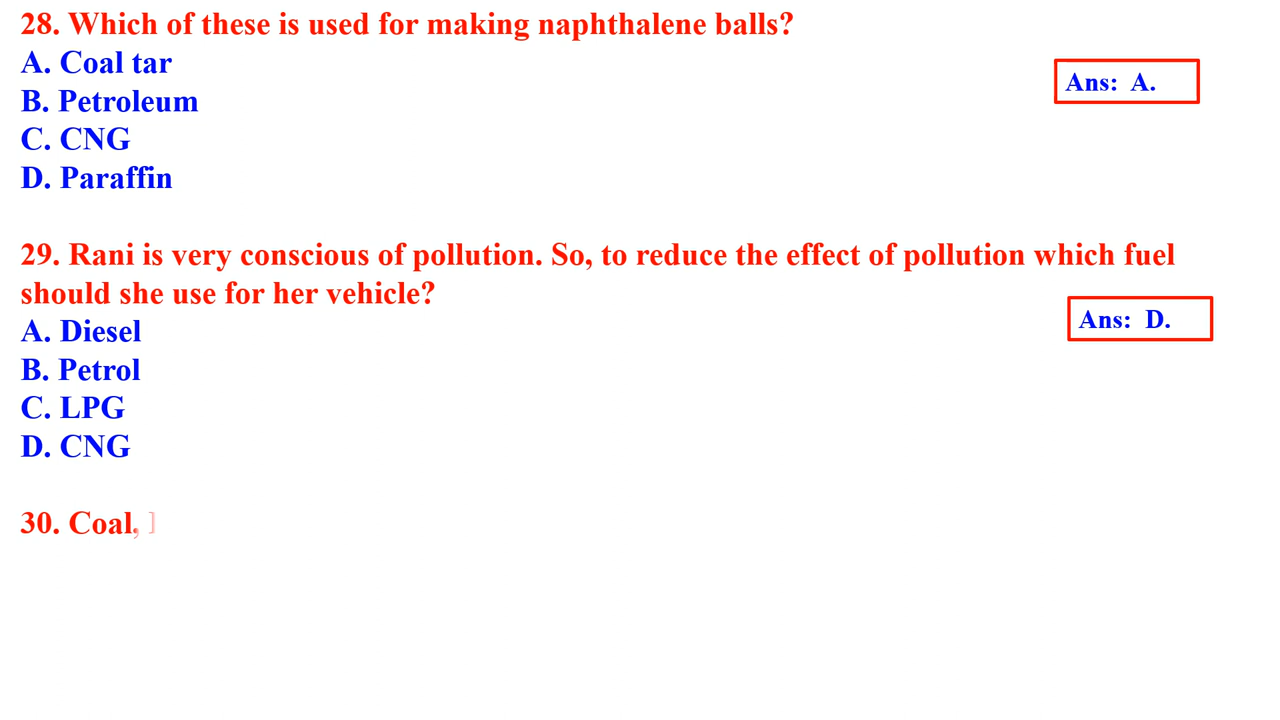 28. Which of these is used for making naphthalene balls?
A. Coal tar
Ans: A.
B. Petroleum
C. CNG
D. Paraffin
29. Rani is very conscious of pollution. So, to reduce the effect of pollution which fuel
should she use for her vehicle?
Ans: D.
A. Diesel
B. Petrol
C. LPG
D. CNG
30. Coal,